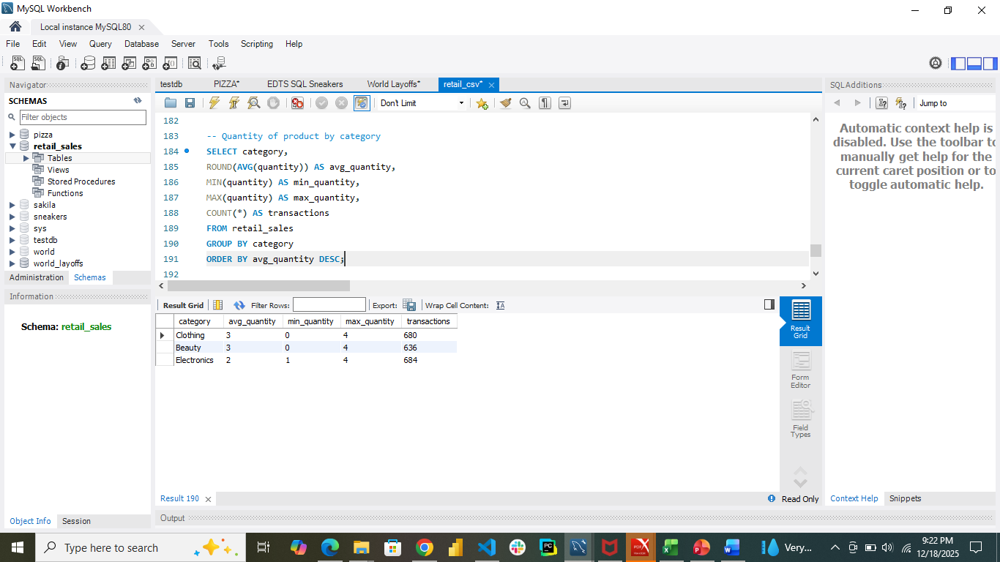 MySQL Workbench
Local instance MySQL80
File Edit View Query Database Server Tools Scripting Help
Navigator
SCHEMAS
Filter objects
pizza
retail_sales
Tables
Views
Stored Procedures
Functions
sakila
sneakers
sys
testdb
world
world_layoffs
Administration Schemas
Information
Schema: retail_sales
Object Info Session
testdb PIZZA* EDTS SQL Sneakers World Layoffs* retail_csv*
Don't Limit
182
183 -- Quantity of product by category
184 SELECT category,
185 ROUND(AVG(quantity)) AS avg_quantity,
186 MIN(quantity) AS min_quantity,
187 MAX(quantity) AS max_quantity,
188 COUNT(*) AS transactions
189 FROM retail_sales
190 GROUP BY category
191 ORDER BY avg_quantity DESC;
192
Result Grid Filter Rows: Export: Wrap Cell Content:
category avg_quantity min_quantity max_quantity transactions
Clothing 3 0 4 680
Beauty 3 0 4 636
Electronics 2 1 4 684
Result
Grid
Form
Editor
Field
Types
Result 190 Read Only
Output
SQLAdditions
Jump to
Automatic context help is
disabled. Use the toolbar to
manually get help for the
current caret position or to
toggle automatic help.
Context Help Snippets
Type here to search
Very...
9:22 PM
12/18/2025